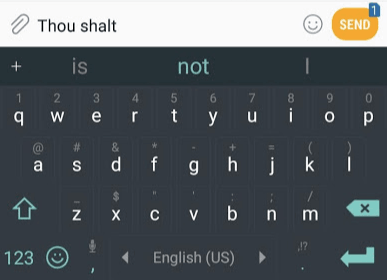 Thou shalt SEND 1
+ is not I
1 2 3 4 5 6 7 8 9 0
q w e r t y u i o p
@ # & * - + = ( )
a s d f g h j k l
_ $ " ' : ; /
z x c v b n m
123 , English (US) ,!? .